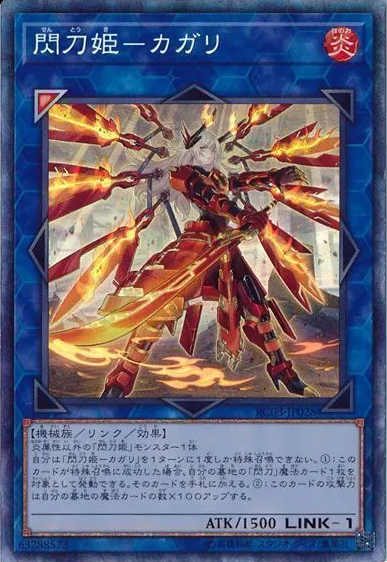 閃刀姫－カガリ
せん とう き
炎
ほのお
RC03-JP028
【機械族／リンク／効果】
炎属性以外の「閃刀姫」モンスター1体
自分は「閃刀姫－カガリ」を1ターンに1度しか特殊召喚できない。①：この
カードが特殊召喚に成功した場合、自分の墓地の「閃刀」魔法カード1枚を
対象として発動できる。そのカードを手札に加える。②：このカードの攻撃力
は自分の墓地の魔法カードの数×100アップする。
ATK/1500 LINK-1
63288573